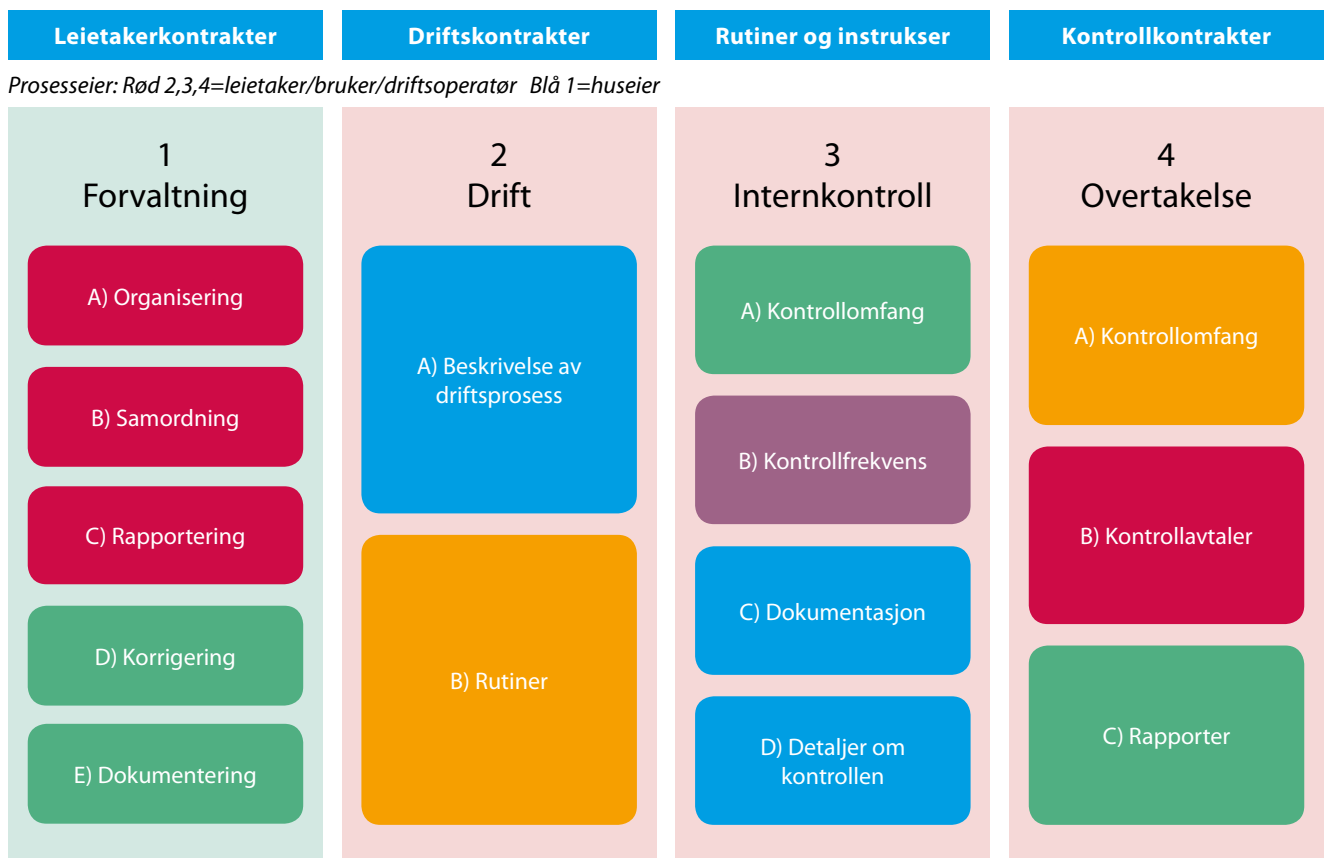 Leietakerkontrakter
Driftskontrakter
Rutiner og instrukser
Kontrollkontrakter
Prosesseier: Rød 2,3,4=leietaker/bruker/driftsoperatør Blå 1=huseier
1
Forvaltning
A) Organisering
B) Samordning
C) Rapportering
D) Korrigering
E) Dokumentering
2
Drift
A) Beskrivelse av
driftsprosess
B) Rutiner
3
Internkontroll
A) Kontrollomfang
B) Kontrollfrekvens
C) Dokumentasjon
D) Detaljer om
kontrollen
4
Overtakelse
A) Kontrollomfang
B) Kontrollavtaler
C) Rapporter